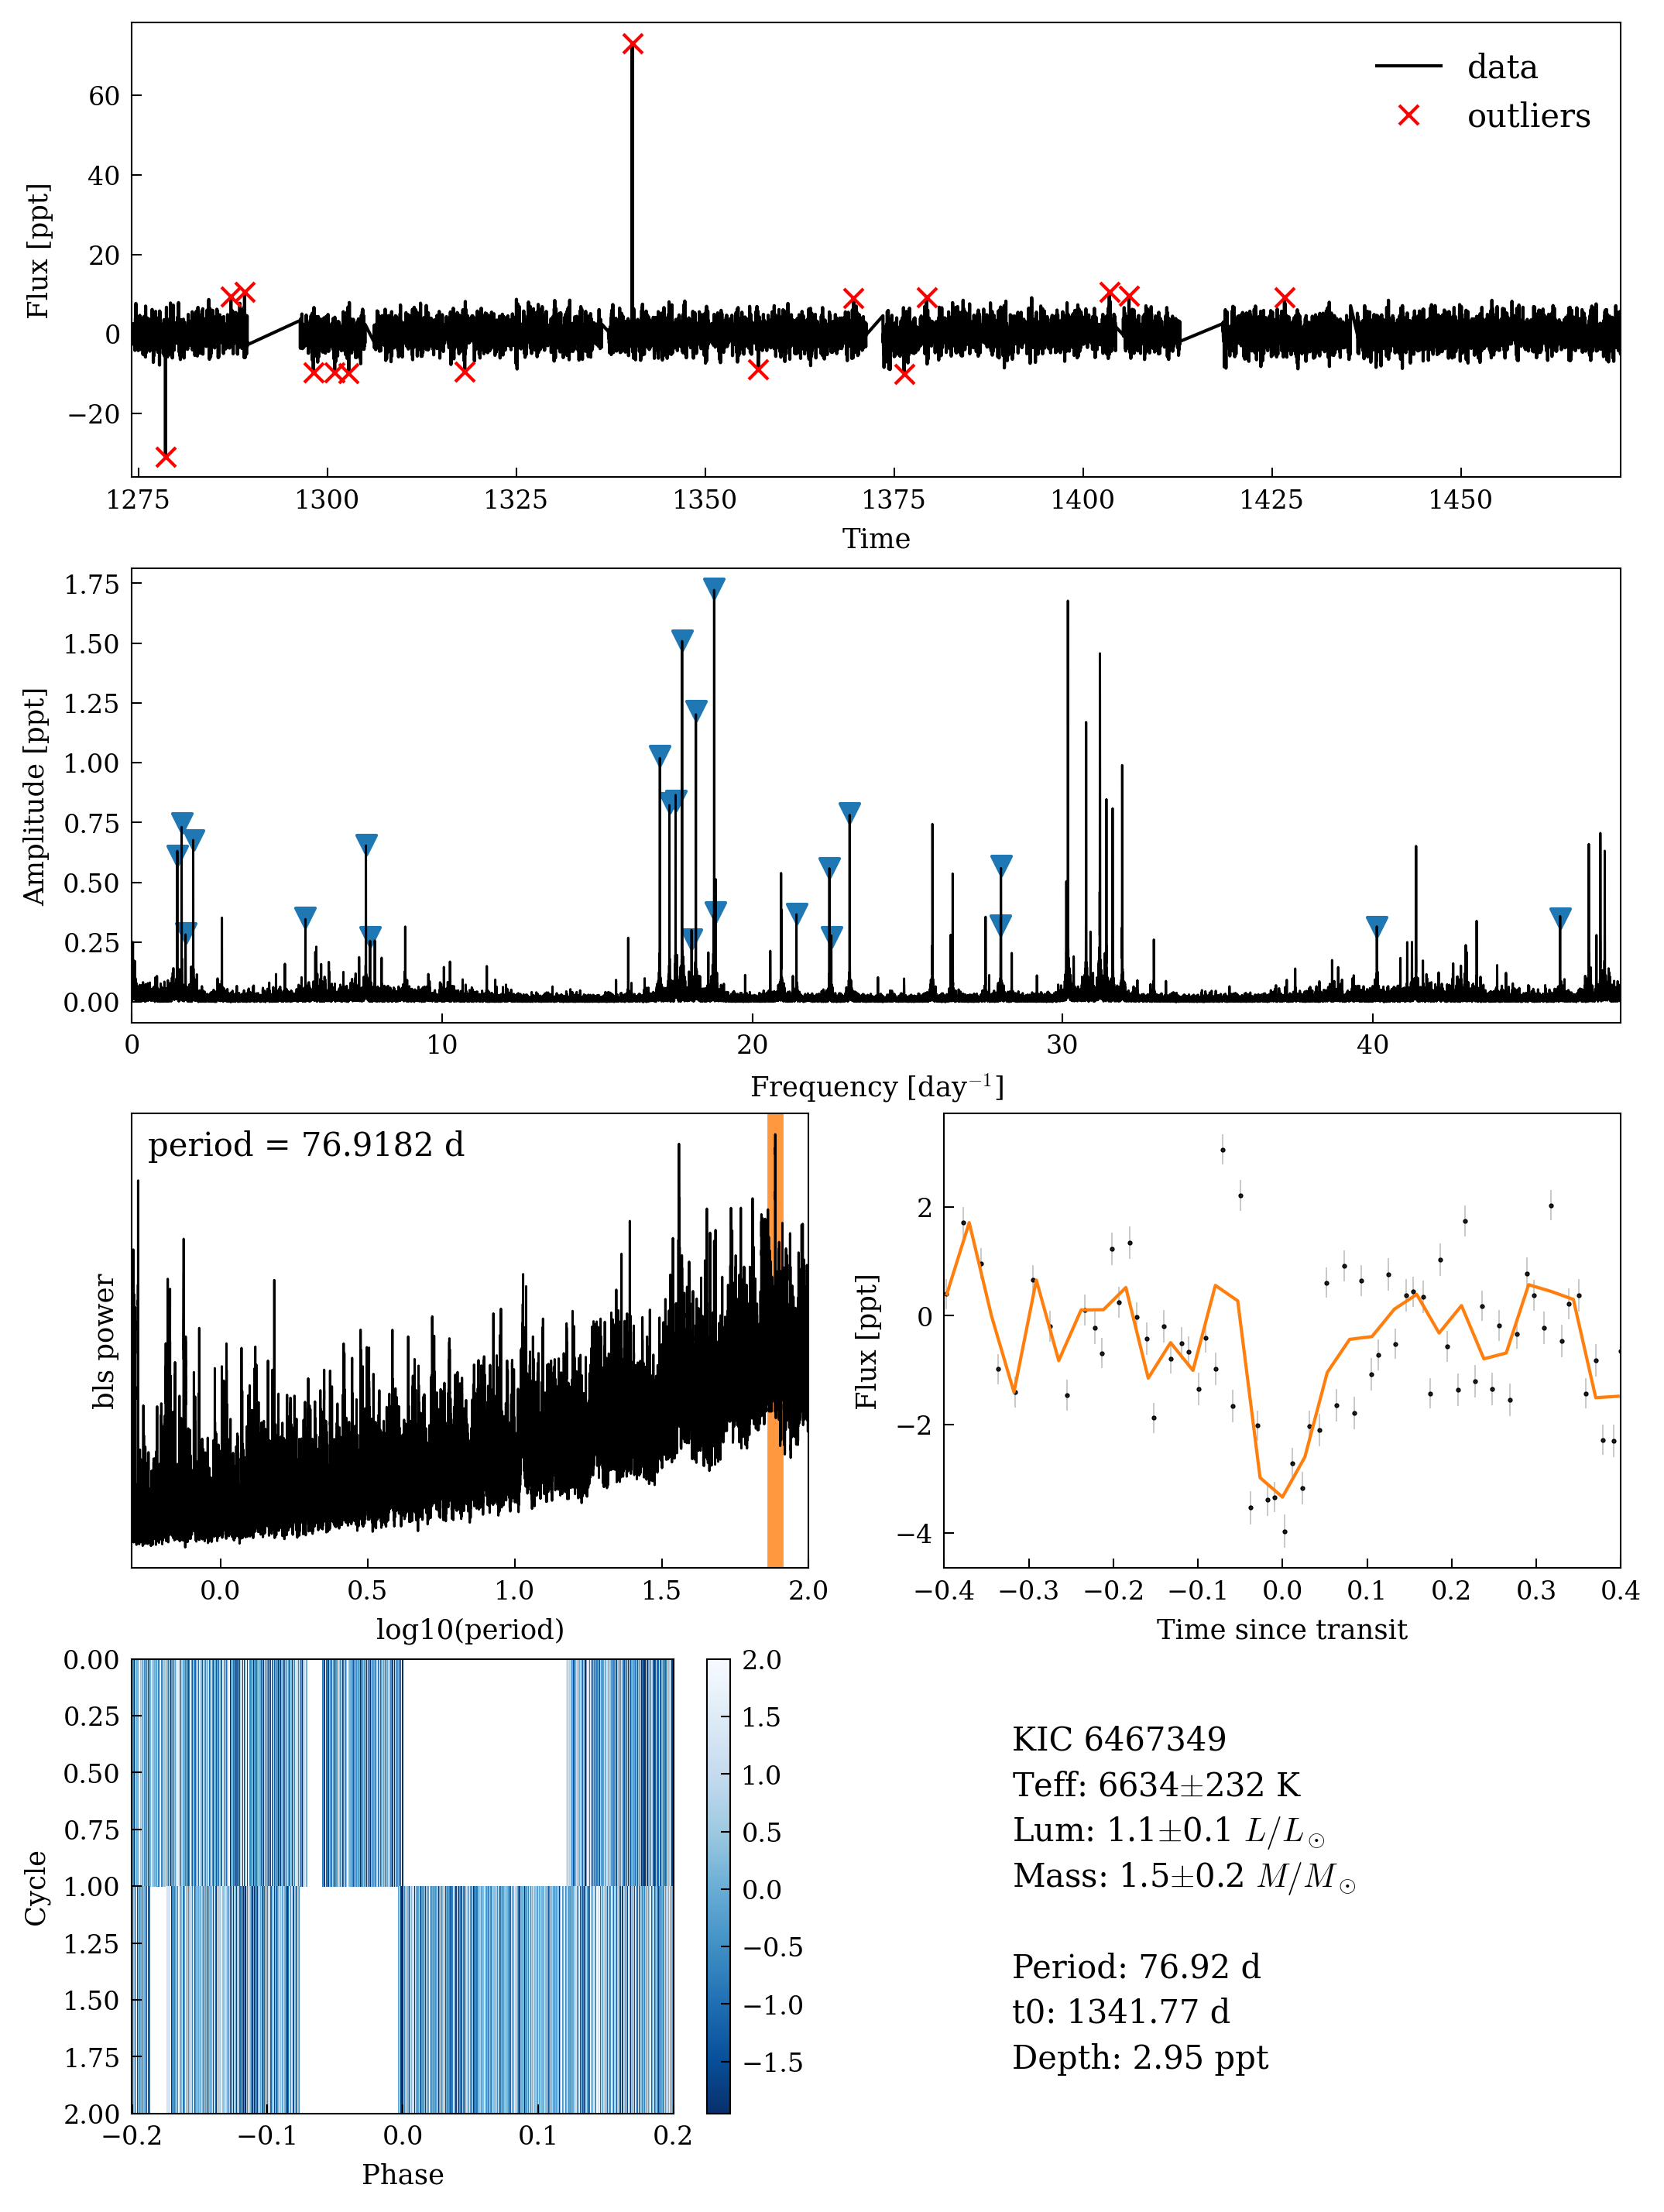 data
outliers
Flux [ppt]
60
40
20
0
−20
1275 1300 1325 1350 1375 1400 1425 1450
Time
Amplitude [ppt]
1.75
1.50
1.25
1.00
0.75
0.50
0.25
0.00
0 10 20 30 40
Frequency [day⁻¹]
period = 76.9182 d
bls power
0.0 0.5 1.0 1.5 2.0
log10(period)
Flux [ppt]
2
0
−2
−4
−0.4 −0.3 −0.2 −0.1 0.0 0.1 0.2 0.3 0.4
Time since transit
Cycle
0.00
0.25
0.50
0.75
1.00
1.25
1.50
1.75
2.00
−0.2 −0.1 0.0 0.1 0.2
Phase
2.0
1.5
1.0
0.5
0.0
−0.5
−1.0
−1.5
KIC 6467349
Teff: 6634±232 K
Lum: 1.1±0.1 L/L⊙
Mass: 1.5±0.2 M/M⊙
Period: 76.92 d
t0: 1341.77 d
Depth: 2.95 ppt